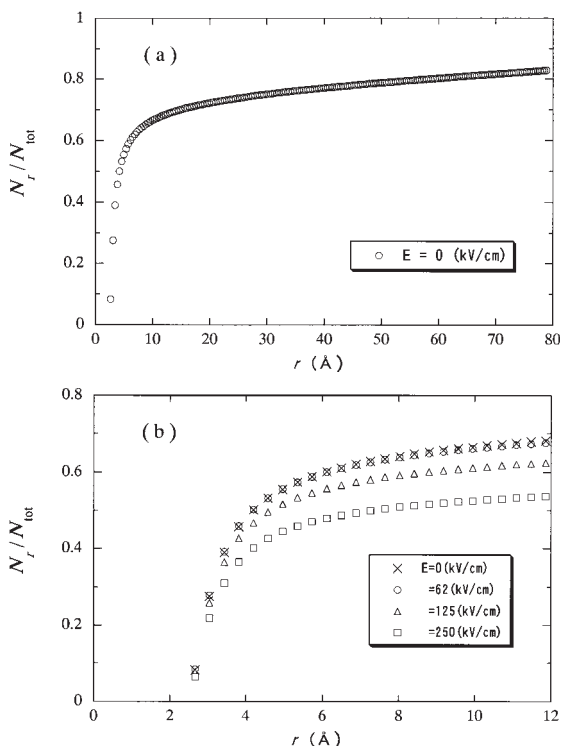 (a)
1
0.8
0.6
0.4
0.2
0
N_r / N_tot
○ E = 0 (kV/cm)
0 10 20 30 40 50 60 70 80
r (Å)
(b)
0.8
0.6
0.4
0.2
0
N_r / N_tot
× E=0(kV/cm)
○ =62(kV/cm)
△ =125(kV/cm)
□ =250(kV/cm)
0 2 4 6 8 10 12
r (Å)